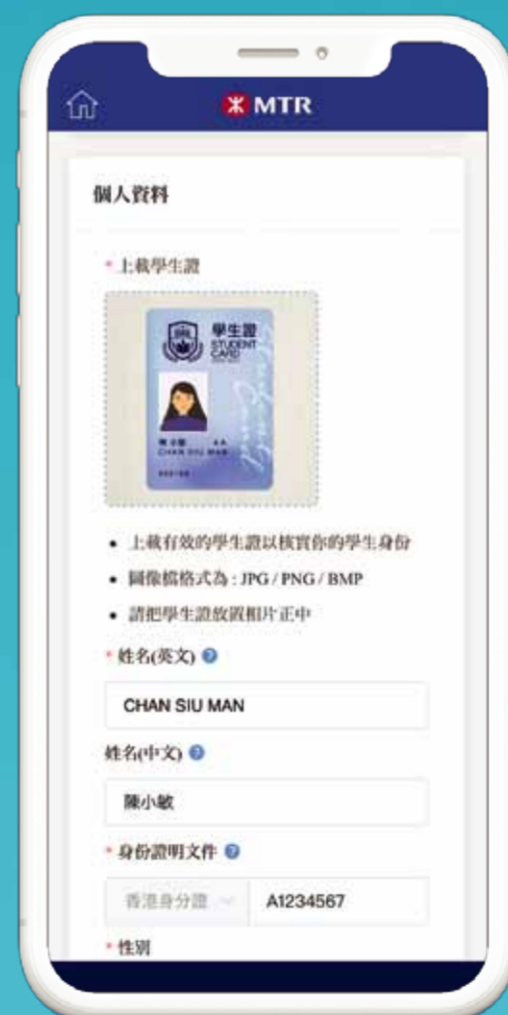 MTR
個人資料
* 上載學生證
學生證
STUDENT
CARD
CHAN SIU MAN
• 上載有效的學生證以核實你的學生身份
• 圖像檔格式為 : JPG / PNG / BMP
• 請把學生證放置相片正中
* 姓名(英文) ?
CHAN SIU MAN
姓名(中文) ?
陳小敏
* 身份證明文件 ?
香港身分證 A1234567
* 性別